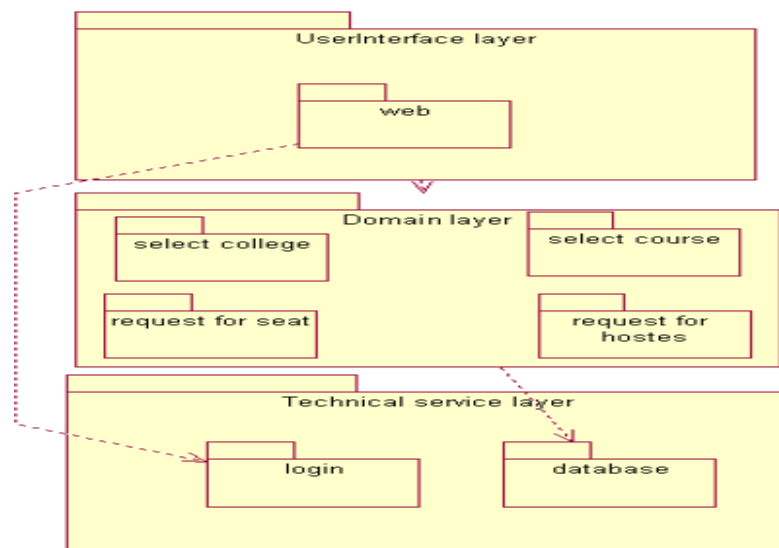 UserInterface layer
web
Domain layer
select college
select course
request for seat
request for
hostes
Technical service layer
login
database